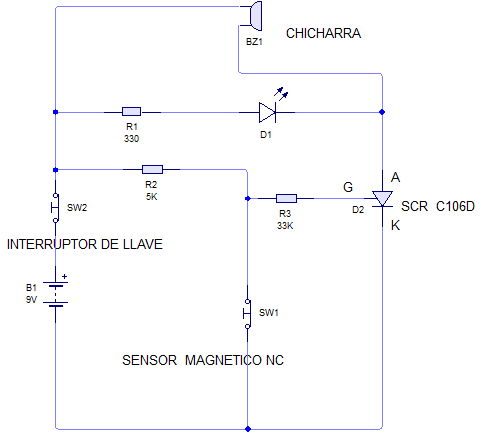 BZ1
CHICHARRA
R1
330
D1
R2
5K
A
G
SCR C106D
R3
33K
D2
K
SW2
INTERRUPTOR DE LLAVE
+
B1
9V
SW1
SENSOR MAGNETICO NC